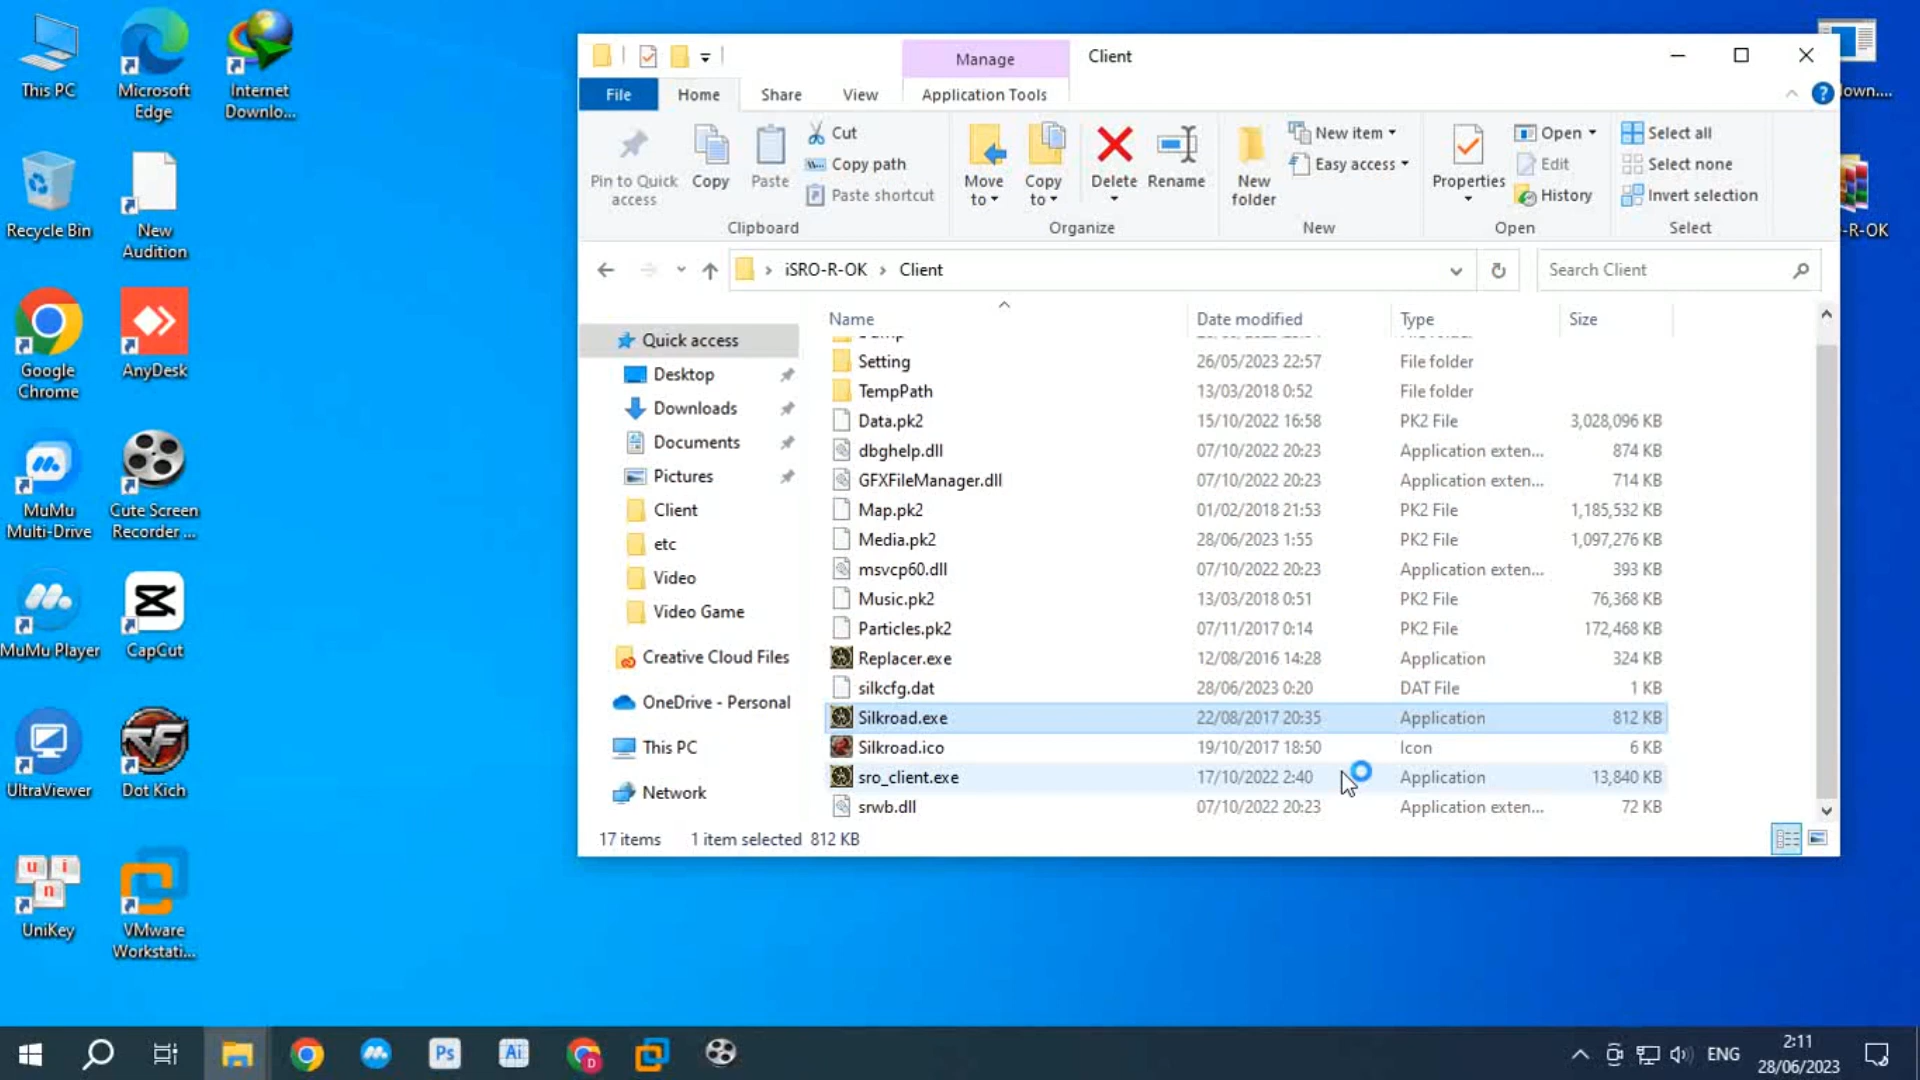 This PC
Microsoft
Edge
Internet
Downlo...
Recycle Bin
New
Audition
Google
Chrome
AnyDesk
MuMu
Multi-Drive
Cute Screen
Recorder ...
MuMu Player
CapCut
UltraViewer
Dot Kich
UniKey
VMware
Workstati...
own....
-R-OK
Manage
Client
File
Home
Share
View
Application Tools
Pin to Quick
access
Copy
Paste
Cut
Copy path
Paste shortcut
Clipboard
Move
to
Copy
to
Delete
Rename
Organize
New
folder
New item
Easy access
New
Properties
Open
Edit
History
Open
Select all
Select none
Invert selection
Select
iSRO-R-OK
Client
Search Client
Quick access
Desktop
Downloads
Documents
Pictures
Client
etc
Video
Video Game
Creative Cloud Files
OneDrive - Personal
This PC
Network
Name Date modified Type Size
Setting 26/05/2023 22:57 File folder
TempPath 13/03/2018 0:52 File folder
Data.pk2 15/10/2022 16:58 PK2 File 3,028,096 KB
dbghelp.dll 07/10/2022 20:23 Application exten... 874 KB
GFXFileManager.dll 07/10/2022 20:23 Application exten... 714 KB
Map.pk2 01/02/2018 21:53 PK2 File 1,185,532 KB
Media.pk2 28/06/2023 1:55 PK2 File 1,097,276 KB
msvcp60.dll 07/10/2022 20:23 Application exten... 393 KB
Music.pk2 13/03/2018 0:51 PK2 File 76,368 KB
Particles.pk2 07/11/2017 0:14 PK2 File 172,468 KB
Replacer.exe 12/08/2016 14:28 Application 324 KB
silkcfg.dat 28/06/2023 0:20 DAT File 1 KB
Silkroad.exe 22/08/2017 20:35 Application 812 KB
Silkroad.ico 19/10/2017 18:50 Icon 6 KB
sro_client.exe 17/10/2022 2:40 Application 13,840 KB
srwb.dll 07/10/2022 20:23 Application exten... 72 KB
17 items 1 item selected 812 KB
Ps
Ai
D
ENG
2:11
28/06/2023